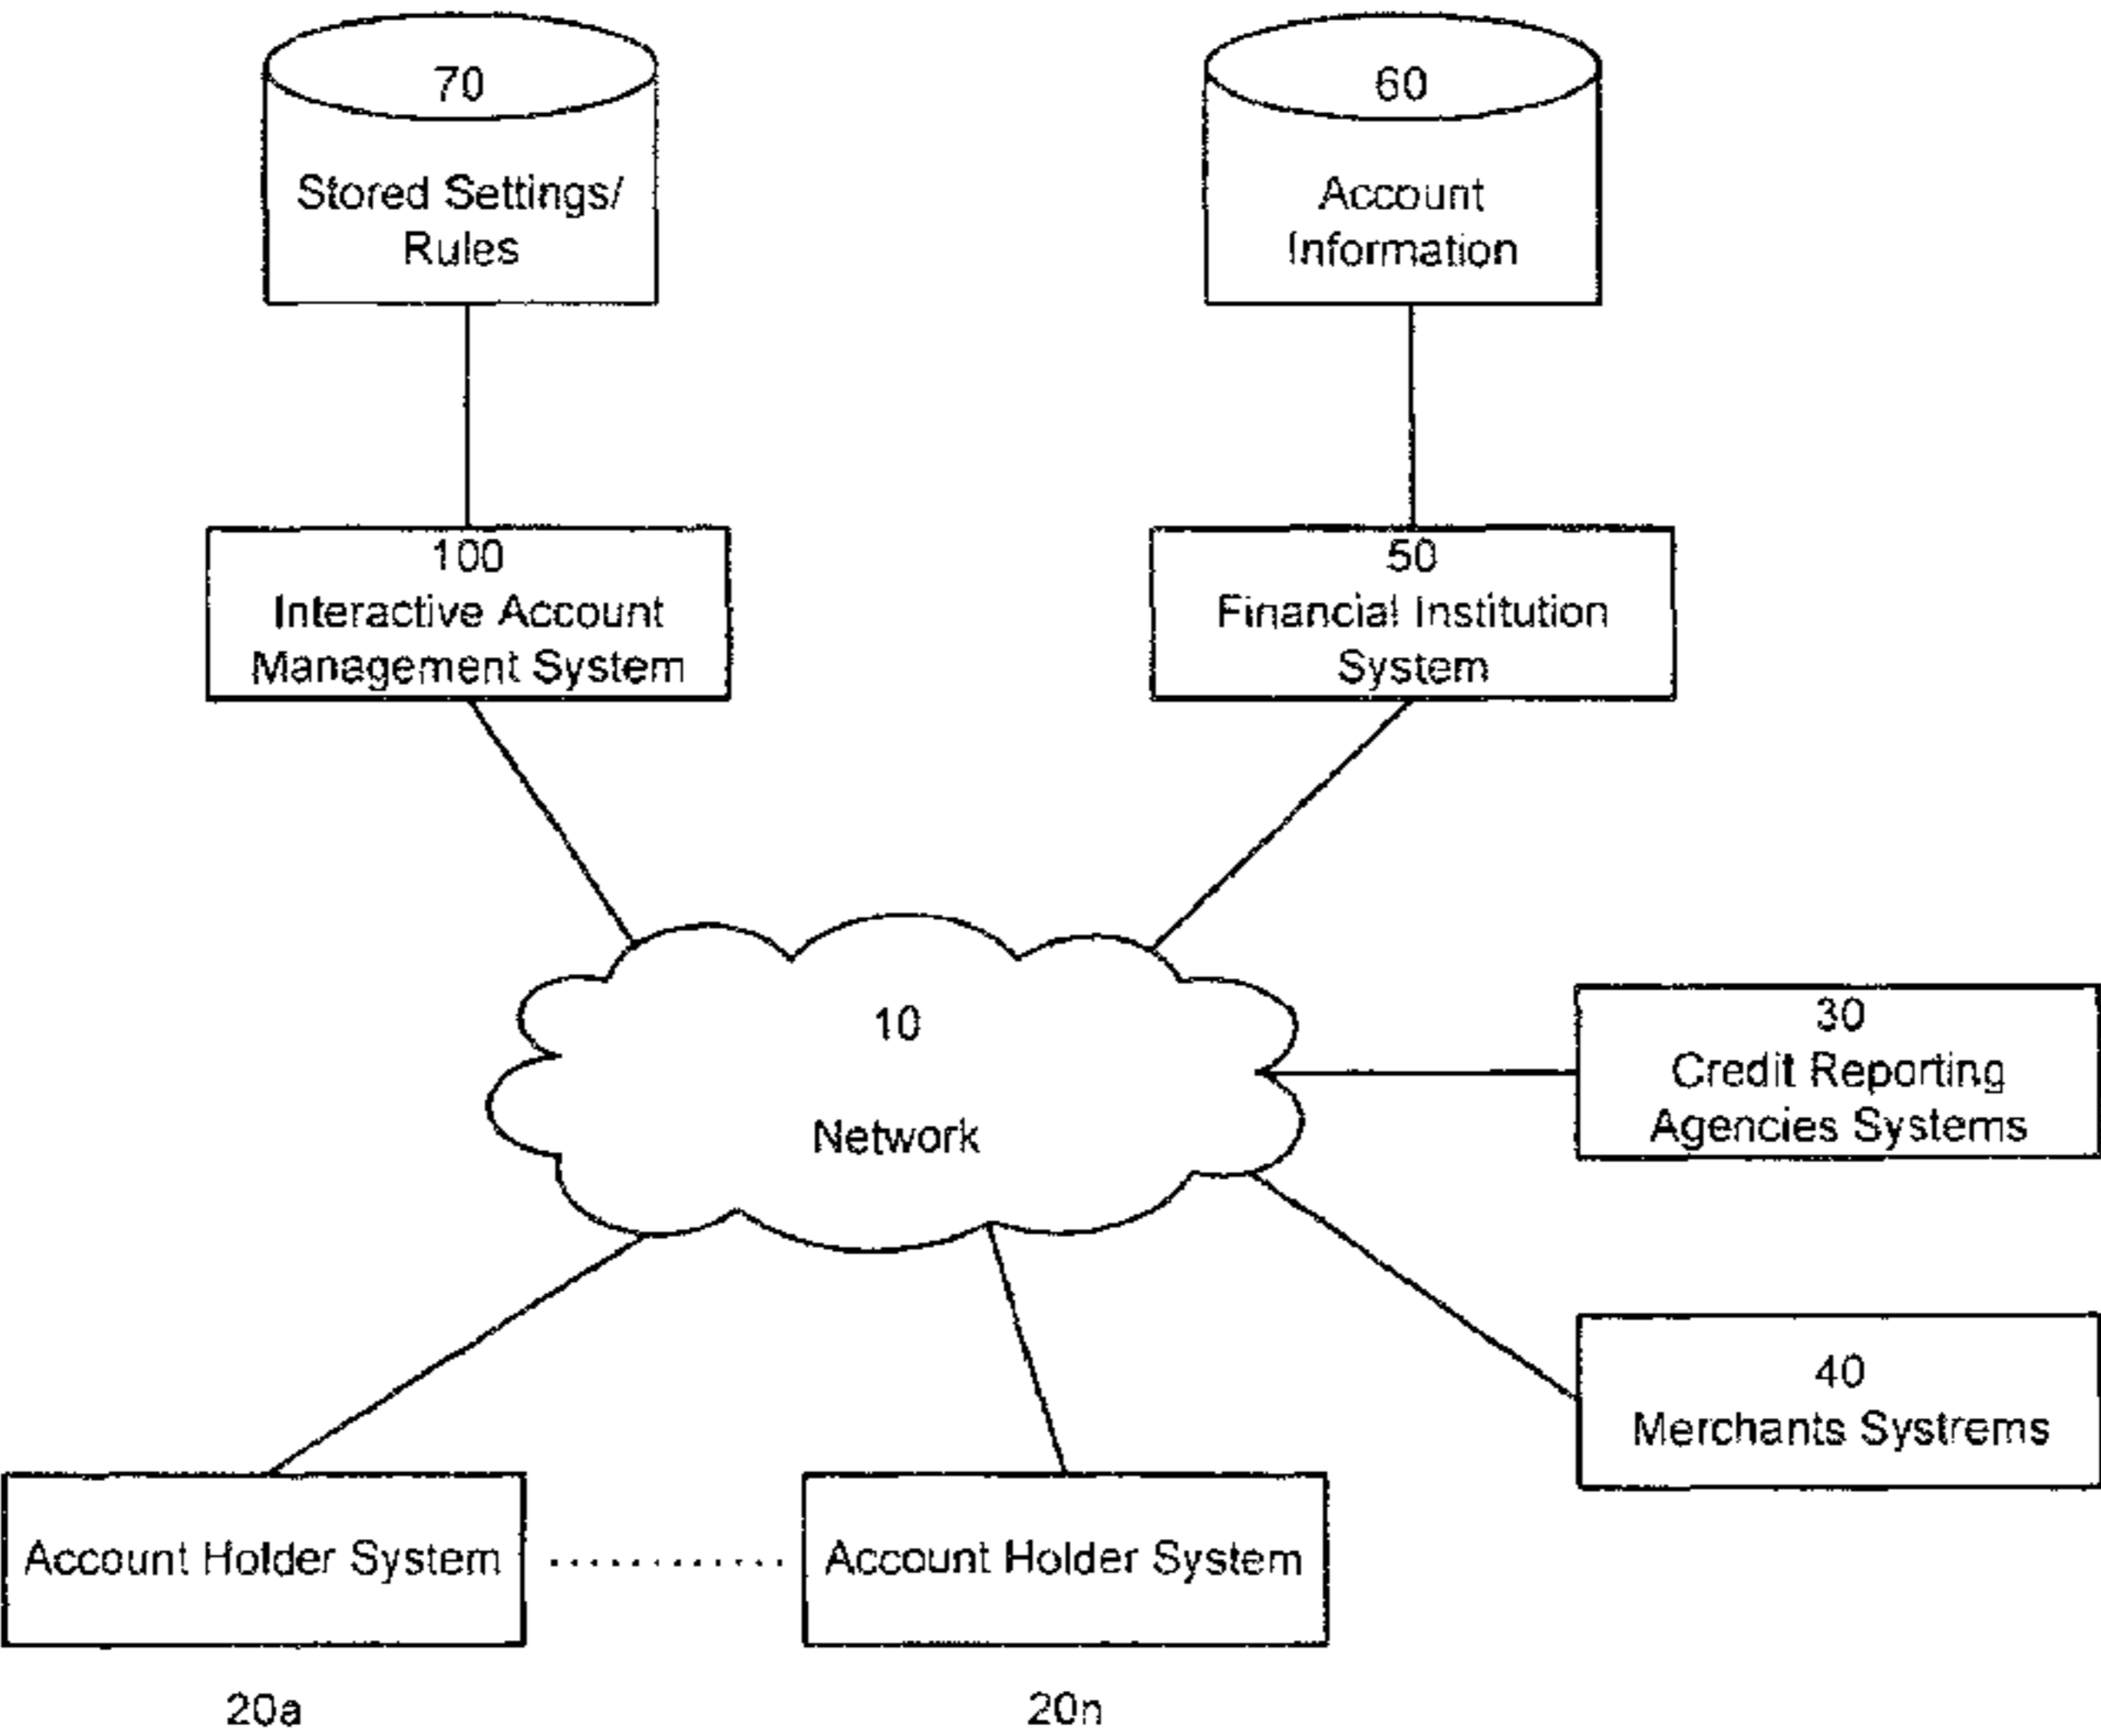 70
Stored Settings/
Rules
60
Account
Information
100
Interactive Account
Management System
50
Financial Institution
System
10
Network
30
Credit Reporting
Agencies Systems
40
Merchants Systrems
Account Holder System
Account Holder System
20a
20n